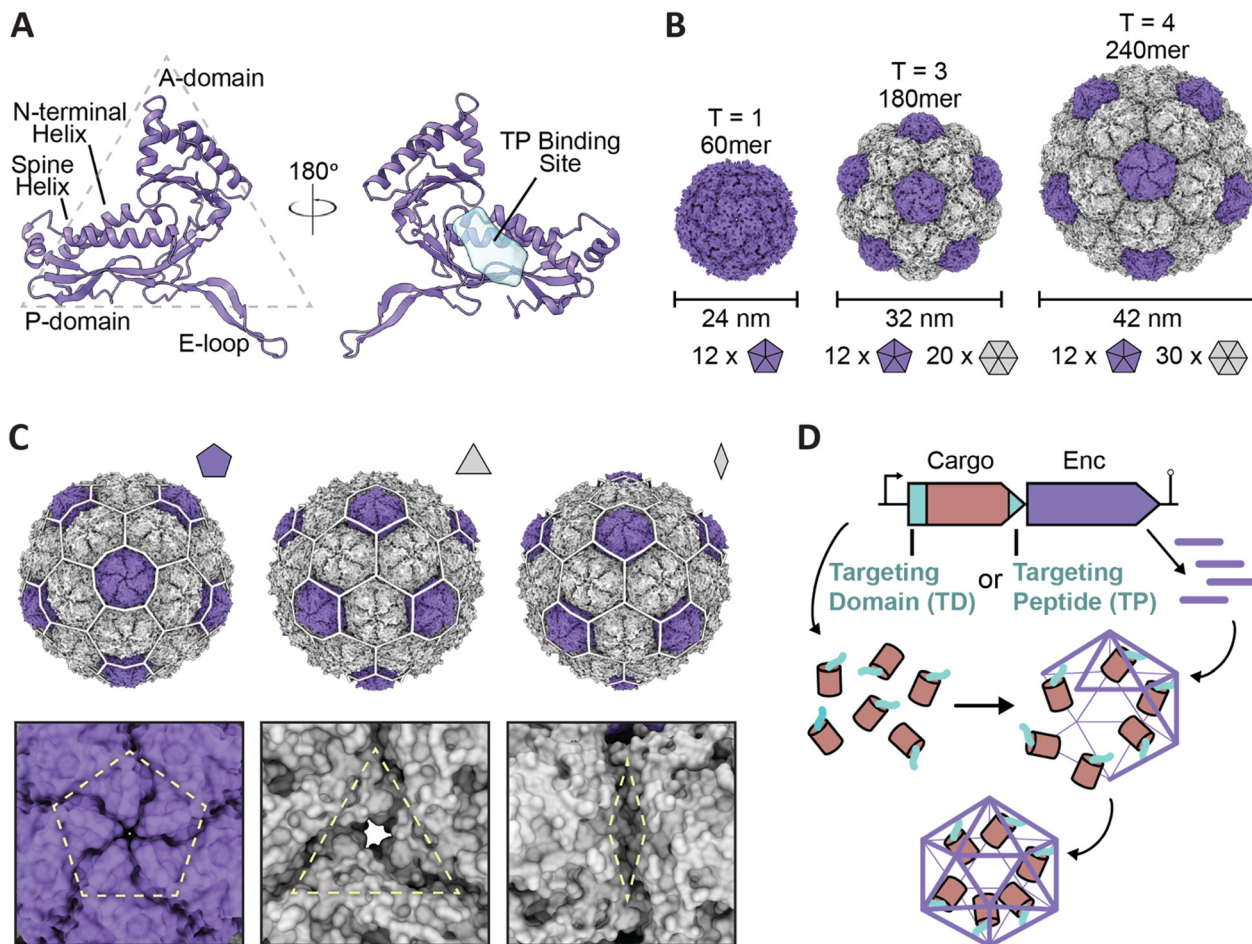 A
A-domain
N-terminal
Helix
Spine
Helix
P-domain
E-loop
180º
TP Binding
Site
B
T = 1
60mer
T = 3
180mer
T = 4
240mer
24 nm
32 nm
42 nm
12 x
12 x
20 x
12 x
30 x
C
D
Cargo
Enc
Targeting
Domain (TD)
or
Targeting
Peptide (TP)